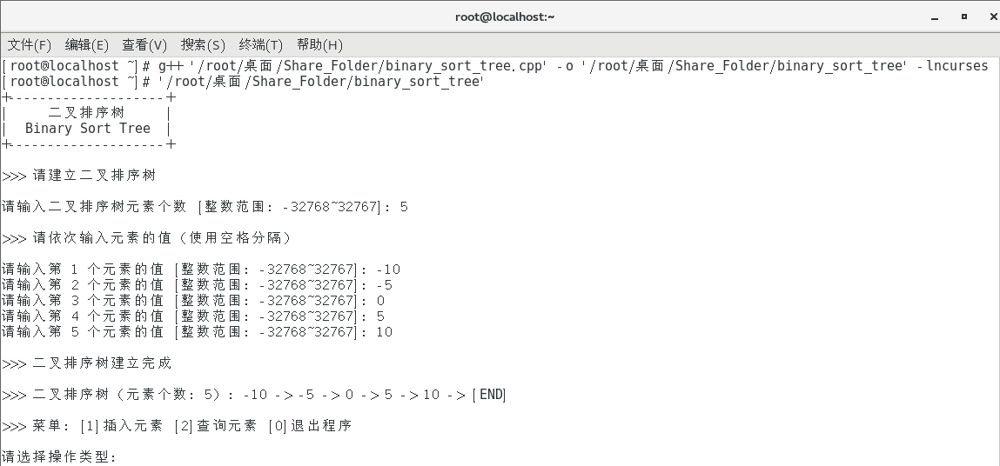 root@localhost:~
文件(F) 编辑(E) 查看(V) 搜索(S) 终端(T) 帮助(H)
[root@localhost ~]# g++ '/root/桌面/Share_Folder/binary_sort_tree.cpp' -o '/root/桌面/Share_Folder/binary_sort_tree' -lncurses
[root@localhost ~]# '/root/桌面/Share_Folder/binary_sort_tree'
+--------------------+
|     二叉排序树     |
|  Binary Sort Tree  |
+--------------------+
>>> 请建立二叉排序树
请输入二叉排序树元素个数 [整数范围: -32768~32767]: 5
>>> 请依次输入元素的值（使用空格分隔）
请输入第 1 个元素的值 [整数范围: -32768~32767]: -10
请输入第 2 个元素的值 [整数范围: -32768~32767]: -5
请输入第 3 个元素的值 [整数范围: -32768~32767]: 0
请输入第 4 个元素的值 [整数范围: -32768~32767]: 5
请输入第 5 个元素的值 [整数范围: -32768~32767]: 10
>>> 二叉排序树建立完成
>>> 二叉排序树（元素个数: 5）: -10 -> -5 -> 0 -> 5 -> 10 -> [END]
>>> 菜单: [1]插入元素 [2]查询元素 [0]退出程序
请选择操作类型: